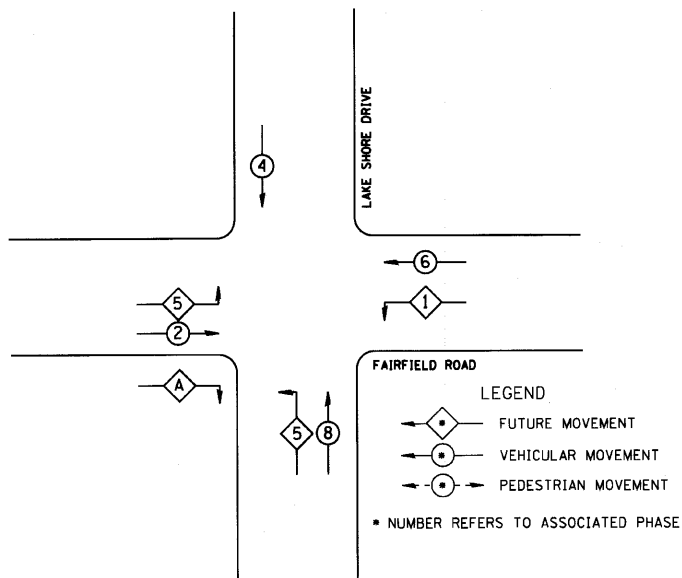 LAKE SHORE DRIVE
4
6
5
1
2
FAIRFIELD ROAD
A
LEGEND
5
8
* FUTURE MOVEMENT
* VEHICULAR MOVEMENT
* PEDESTRIAN MOVEMENT
* NUMBER REFERS TO ASSOCIATED PHASE